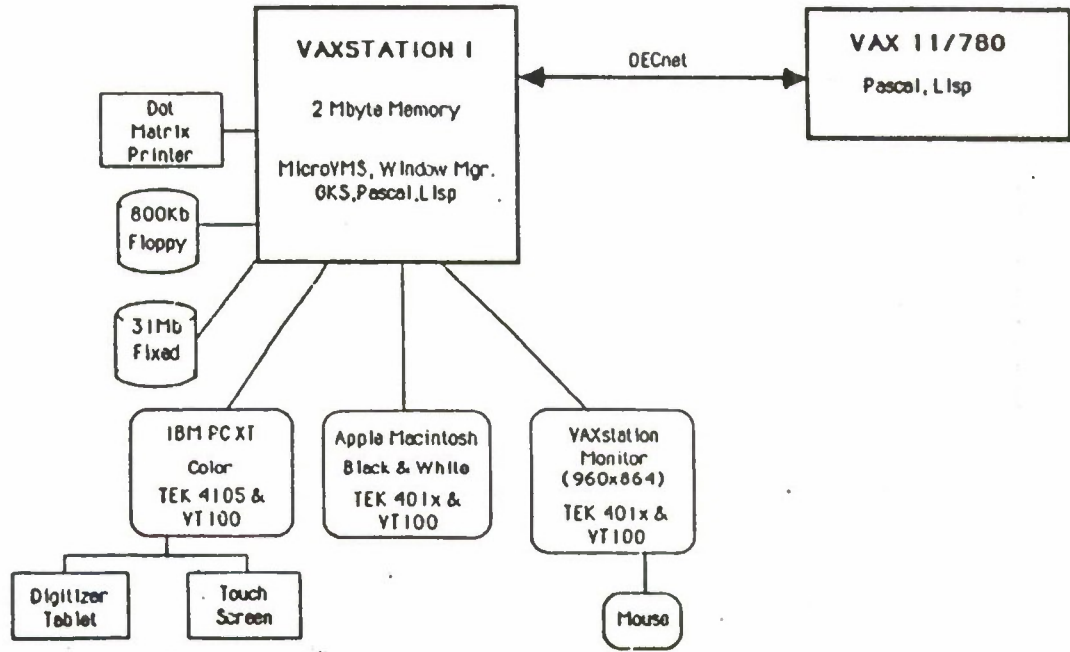 VAXSTATION I
2 Mbyte Memory
MicroVMS, Window Mgr.
GKS,Pascal,Lisp
DECnet
VAX 11/780
Pascal, Lisp
Dot
Matrix
Printer
800Kb
Floppy
31Mb
Fixed
IBM PC XT
Color
TEK 4105 &
VT100
Apple Macintosh
Black & White
TEK 401x &
VT100
VAXstation
Monitor
(960x864)
TEK 401x &
VT100
Digitizer
Tablet
Touch
Screen
Mouse